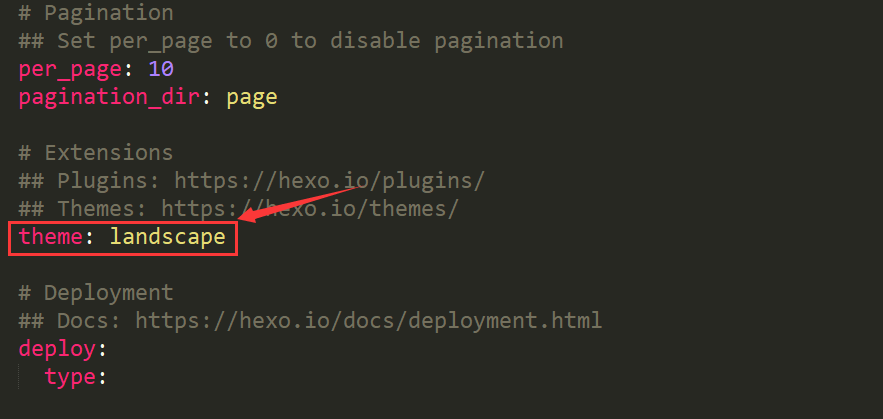 # Pagination
## Set per_page to 0 to disable pagination
per_page: 10
pagination_dir: page
# Extensions
## Plugins: https://hexo.io/plugins/
## Themes: https://hexo.io/themes/
theme: landscape
# Deployment
## Docs: https://hexo.io/docs/deployment.html
deploy:
  type: